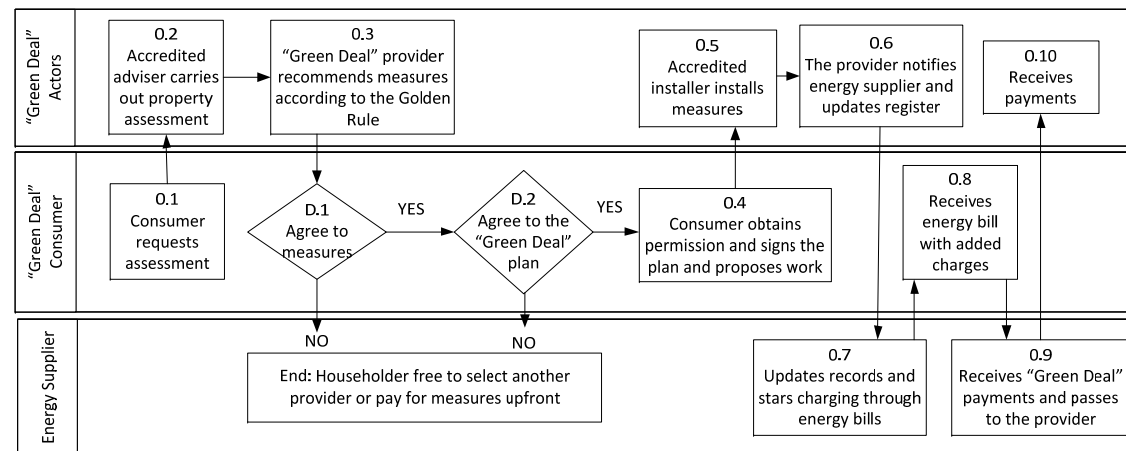 “Green Deal”
Actors
0.2
Accredited
adviser carries
out property
assessment
0.3
“Green Deal” provider
recommends measures
according to the Golden
Rule
0.5
Accredited
installer installs
measures
0.6
The provider notifies
energy supplier and
updates register
0.10
Receives
payments
“Green Deal”
Consumer
0.1
Consumer
requests
assessment
D.1
Agree to
measures
YES
D.2
Agree to the
“Green Deal”
plan
YES
0.4
Consumer obtains
permission and signs the
plan and proposes work
0.8
Receives
energy bill
with added
charges
Energy Supplier
NO
NO
End: Householder free to select another
provider or pay for measures upfront
0.7
Updates records and
stars charging through
energy bills
0.9
Receives “Green Deal”
payments and passes
to the provider